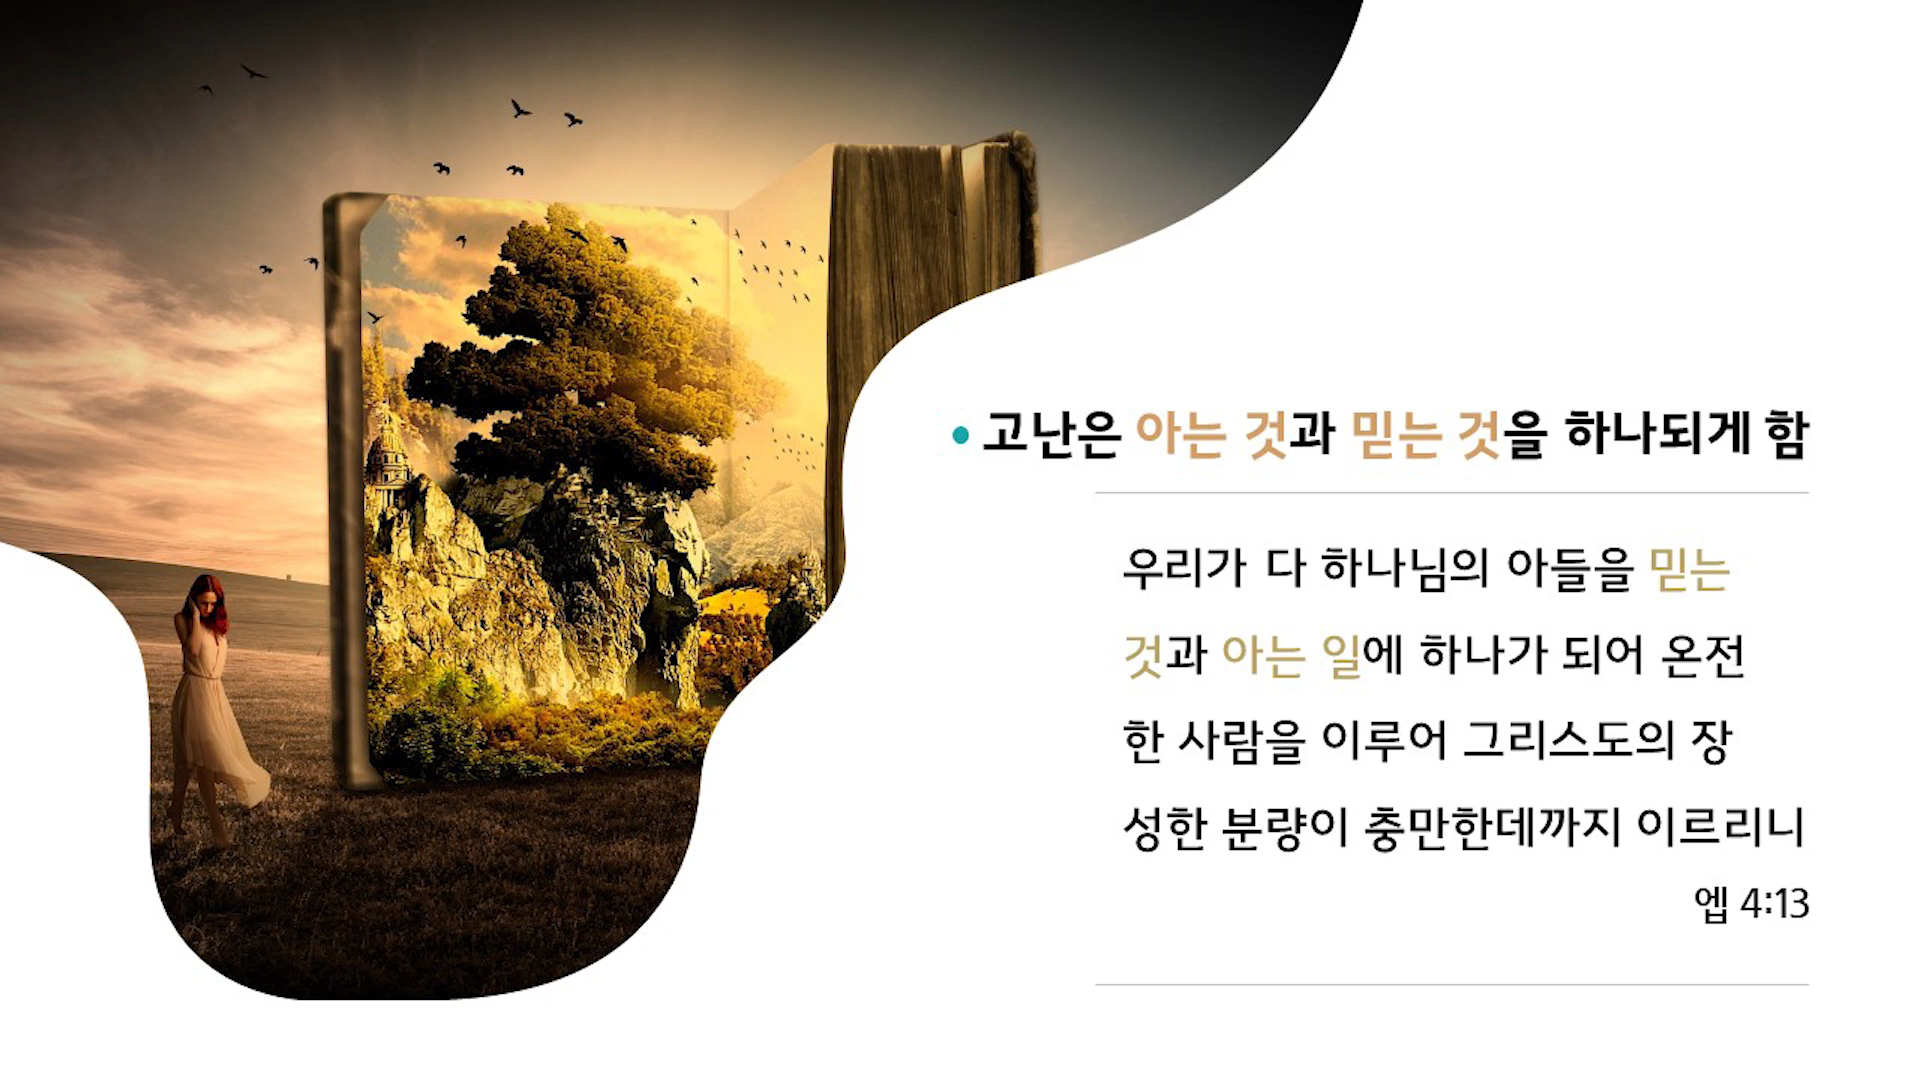 • 고난은 아는 것과 믿는 것을 하나되게 함
우리가 다 하나님의 아들을 믿는
것과 아는 일에 하나가 되어 온전
한 사람을 이루어 그리스도의 장
성한 분량이 충만한데까지 이르리니
엡 4:13